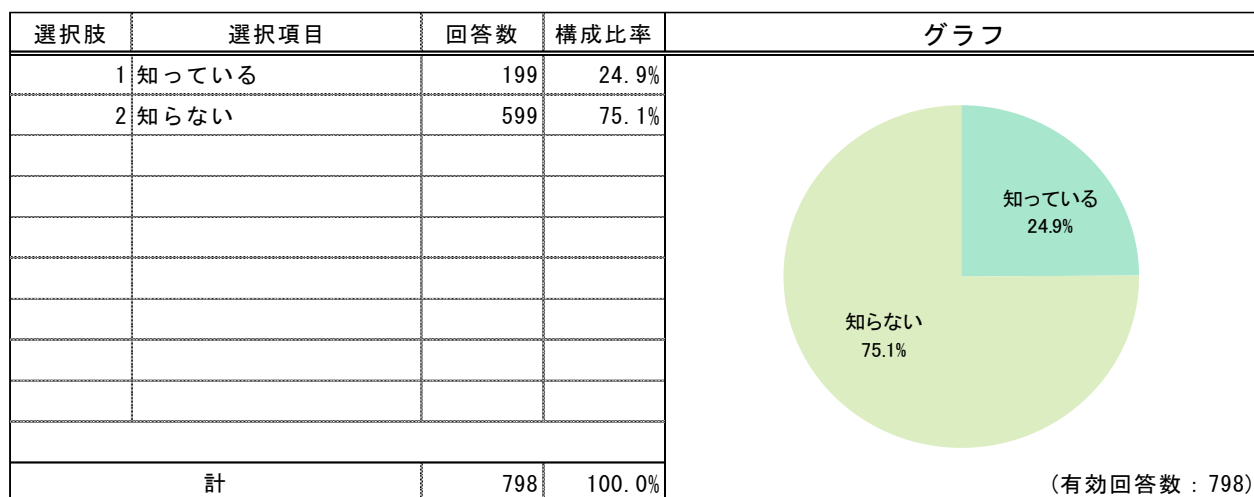 選択肢 選択項目 回答数 構成比率 グラフ
1 知っている 199 24.9%
2 知らない 599 75.1%
知っている
24.9%
知らない
75.1%
計 798 100.0%
(有効回答数：798)